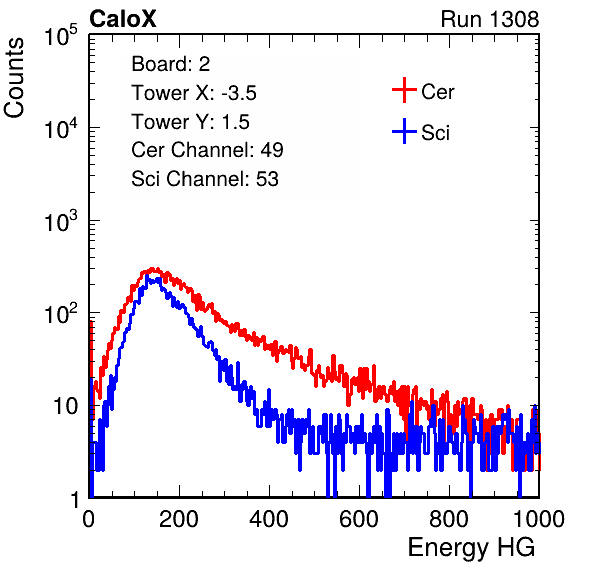 CaloX Run 1308
Counts
Board: 2
Tower X: -3.5
Tower Y: 1.5
Cer Channel: 49
Sci Channel: 53
Cer
Sci
10^5
10^4
10^3
10^2
10
1
0 200 400 600 800 1000
Energy HG